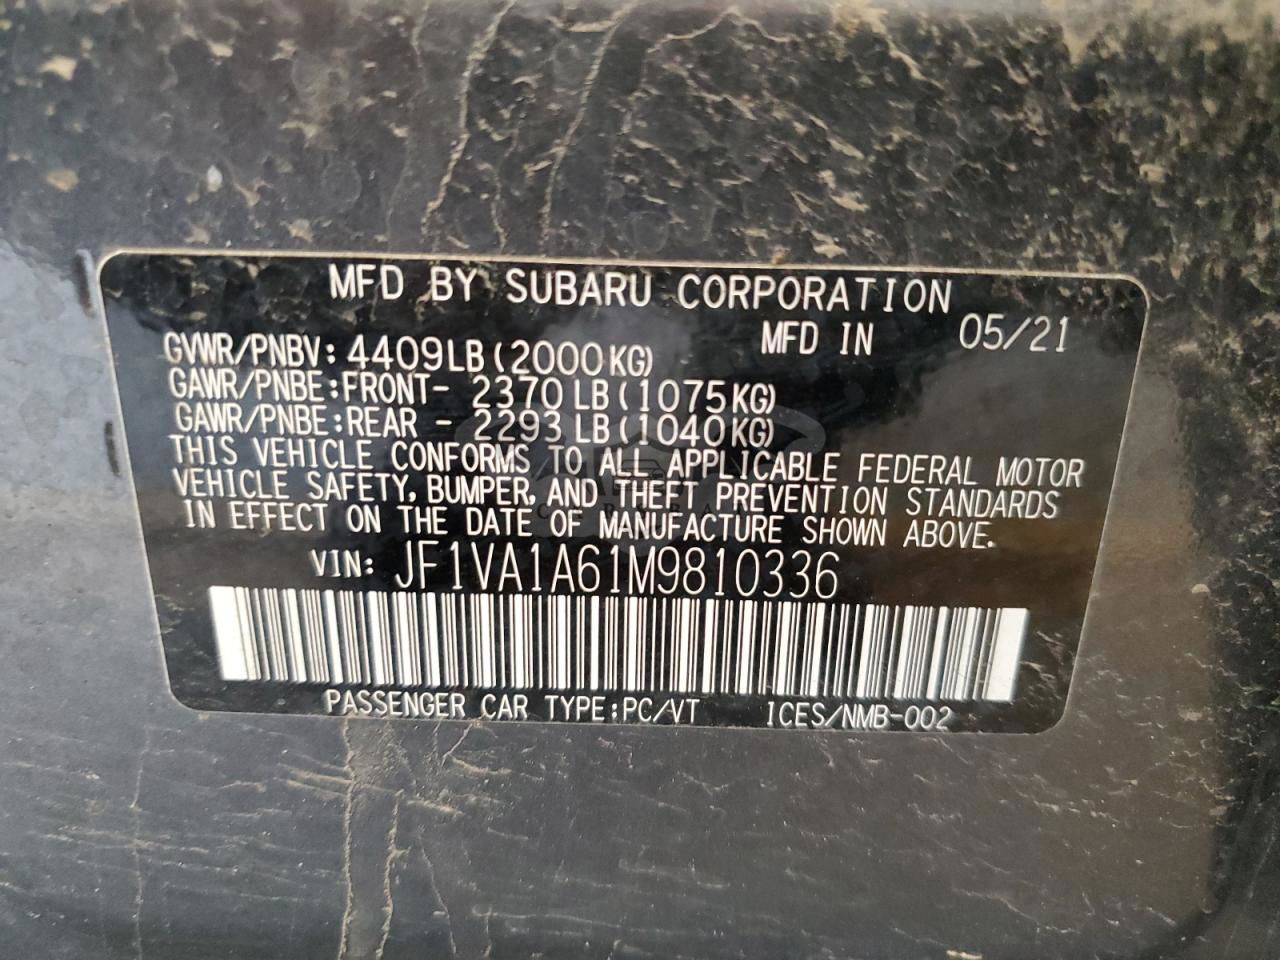 MFD BY SUBARU CORPORATION
MFD IN 05/21
GVWR/PNBV: 4409LB (2000KG)
GAWR/PNBE:FRONT- 2370 LB(1075KG)
GAWR/PNBE:REAR - 2293 LB(1040KG)
THIS VEHICLE CONFORMS TO ALL APPLICABLE FEDERAL MOTOR
VEHICLE SAFETY, BUMPER, AND THEFT PREVENTION STANDARDS
IN EFFECT ON THE DATE OF MANUFACTURE SHOWN ABOVE.
VIN: JF1VA1A61M9810336
PASSENGER CAR TYPE:PC/VT ICES/NMB-002